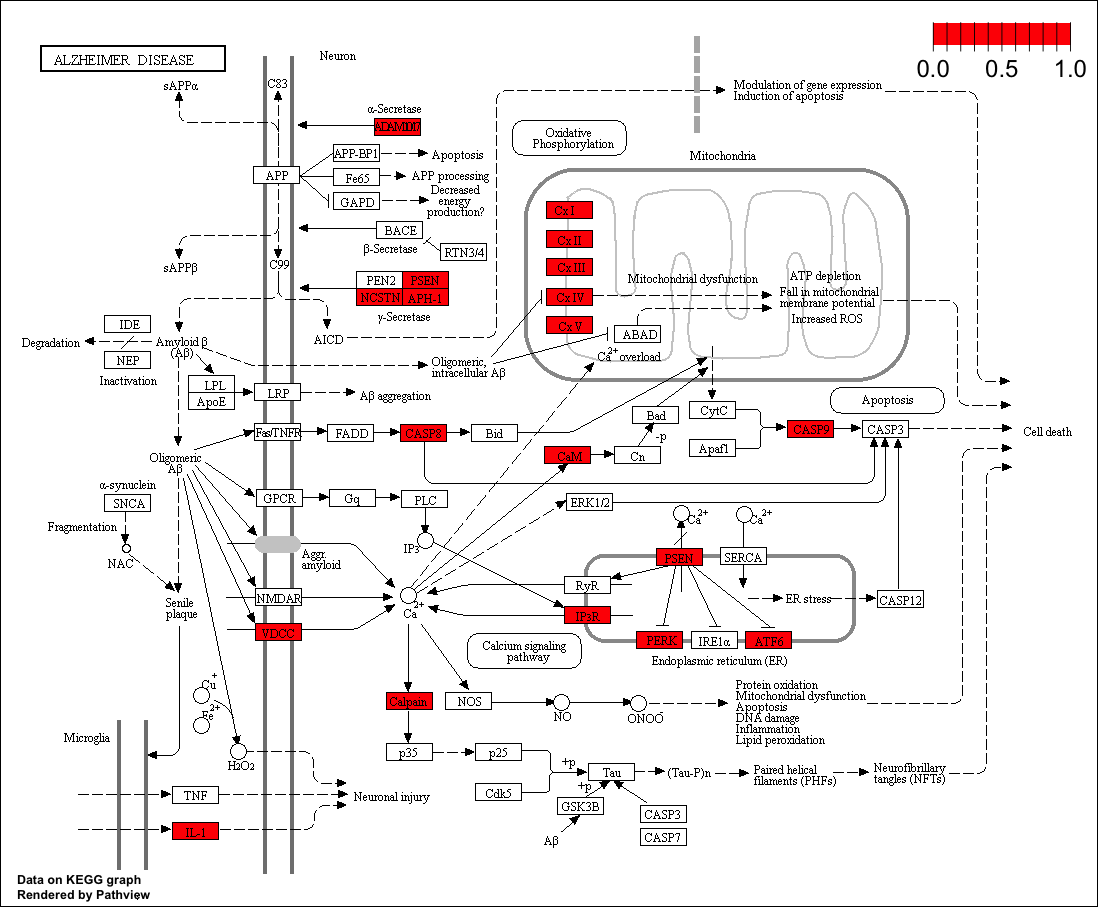 ALZHEIMER DISEASE
Neuron
0.0 0.5 1.0
sAPPα
C83
α-Secretase
ADAM10/17
Modulation of gene expression
Induction of apoptosis
Oxidative
Phosphorylation
Mitochondria
APP-BP1
Apoptosis
APP
Fe65
APP processing
GAPD
Decreased
energy
production?
BACE
β-Secretase
RTN3/4
sAPPβ
C99
PEN2
PSEN
NCSTN
APH-1
γ-Secretase
Cx I
Cx II
Cx III
Cx IV
Cx V
Mitochondrial dysfunction
ATP depletion
Fall in mitochondrial
membrane potential
Increased ROS
ABAD
Ca2+ overload
IDE
Degradation
NEP
Inactivation
Amyloid β
(Aβ)
AICD
Oligomeric,
intracellular Aβ
LPL
ApoE
LRP
Aβ aggregation
Bad
-p
CytC
Apaf1
Apoptosis
Fas/TNFR
FADD
CASP8
Bid
CaM
Cn
CASP9
CASP3
Cell death
Oligomeric
Aβ
α-synuclein
SNCA
Fragmentation
NAC
GPCR
Gq
PLC
ERK1/2
IP3
Ca2+
Ca2+
Aggr.
amyloid
PSEN
SERCA
Senile
plaque
NMDAR
Ca2+
RyR
ER stress
CASP12
VDCC
IP3R
PERK
IRE1α
ATF6
Endoplasmic reticulum (ER)
Calcium signaling
pathway
Cu+
Fe2+
Calpain
NOS
NO
ONOO-
Protein oxidation
Mitochondrial dysfunction
Apoptosis
DNA damage
Inflammation
Lipid peroxidation
Microglia
H2O2
p35
p25
+p
Tau
(Tau-P)n
Paired helical
filaments (PHFs)
Neurofibrillary
tangles (NFTs)
TNF
Neuronal injury
Cdk5
+p
GSK3B
CASP3
IL-1
Aβ
CASP7
Data on KEGG graph
Rendered by Pathview